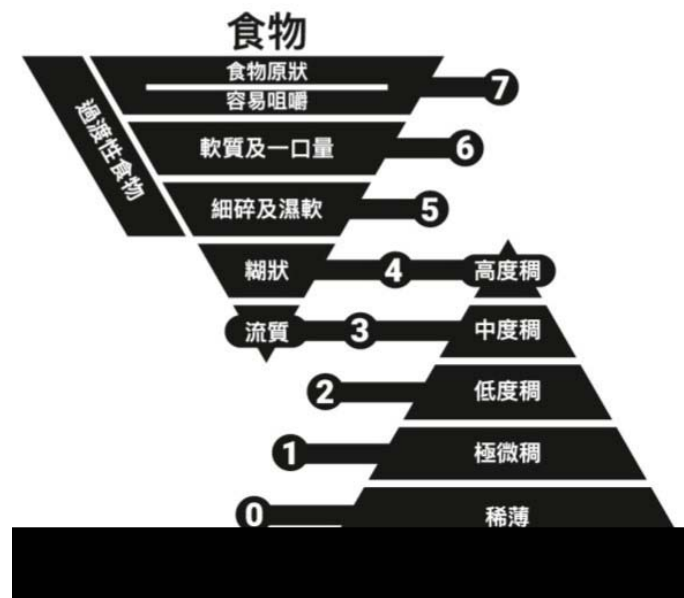 食物
食物原狀
容易咀嚼
7
過渡性食物
軟質及一口量
6
細碎及濕軟
5
糊狀
4
高度稠
流質
3
中度稠
2
低度稠
1
極微稠
0
稀薄